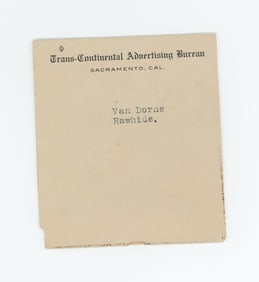 Trans-Continental Advertising Bureau
SACRAMENTO, CAL.
Van Dorns
Rawhide.